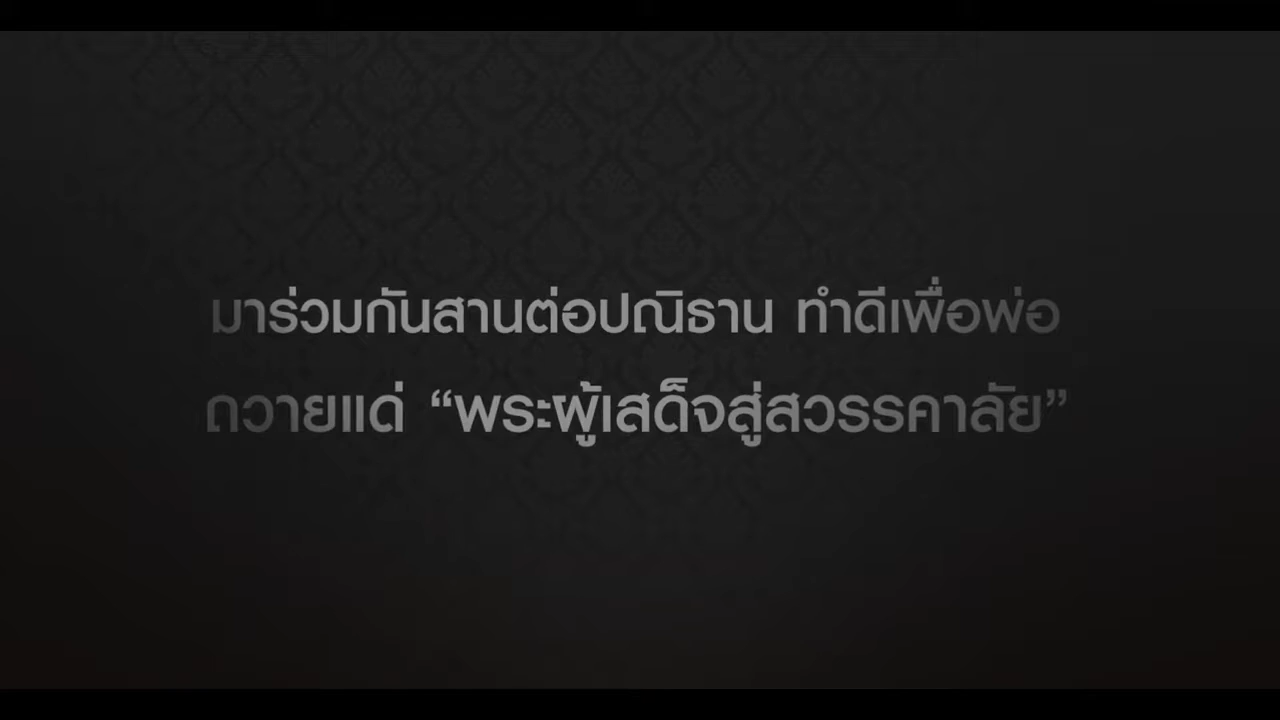 มาร่วมกันสานต่อปณิธาน ทำดีเพื่อพ่อ
ถวายแด่ “พระผู้เสด็จสู่สวรรคาลัย”